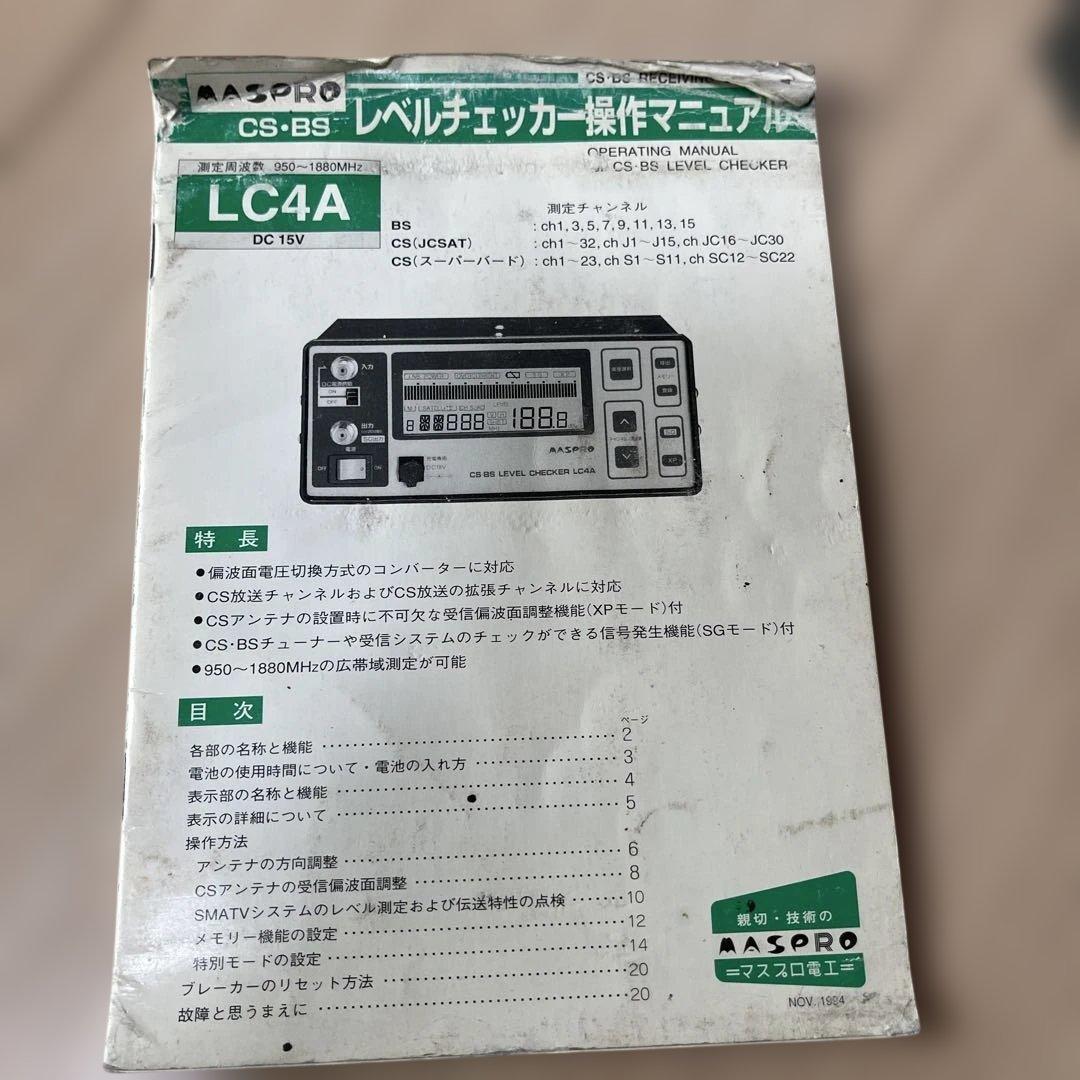 MASPRO
CS・BS RECEIVING
CS・BS レベルチェッカー操作マニュアル
OPERATING MANUAL
CS・BS LEVEL CHECKER
測定周波数 950～1880MHz
LC4A
DC 15V
測定チャンネル
BS : ch1, 3, 5, 7, 9, 11, 13, 15
CS(JCSAT) : ch1～32, ch J1～J15, ch JC16～JC30
CS(スーパーバード) : ch1～23, ch S1～S11, ch SC12～SC22
入力
ON
OFF
出力
電源
OFF ON
LEVEL
188.8
MASPRO
CS・BS LEVEL CHECKER LC4A
DC15V
呼出
メモリー
登録
SG
XP
特長
●偏波面電圧切換方式のコンバーターに対応
●CS放送チャンネルおよびCS放送の拡張チャンネルに対応
●CSアンテナの設置時に不可欠な受信偏波面調整機能(XPモード)付
●CS・BSチューナーや受信システムのチェックができる信号発生機能(SGモード)付
●950～1880MHzの広帯域測定が可能
目次
ページ
各部の名称と機能 2
電池の使用時間について・電池の入れ方 3
表示部の名称と機能 4
表示の詳細について 5
操作方法
アンテナの方向調整 6
CSアンテナの受信偏波面調整 8
SMATVシステムのレベル測定および伝送特性の点検 10
メモリー機能の設定 12
特別モードの設定 14
ブレーカーのリセット方法 20
故障と思うまえに 20
親切・技術の
MASPRO
=マスプロ電工=
NOV. 1994